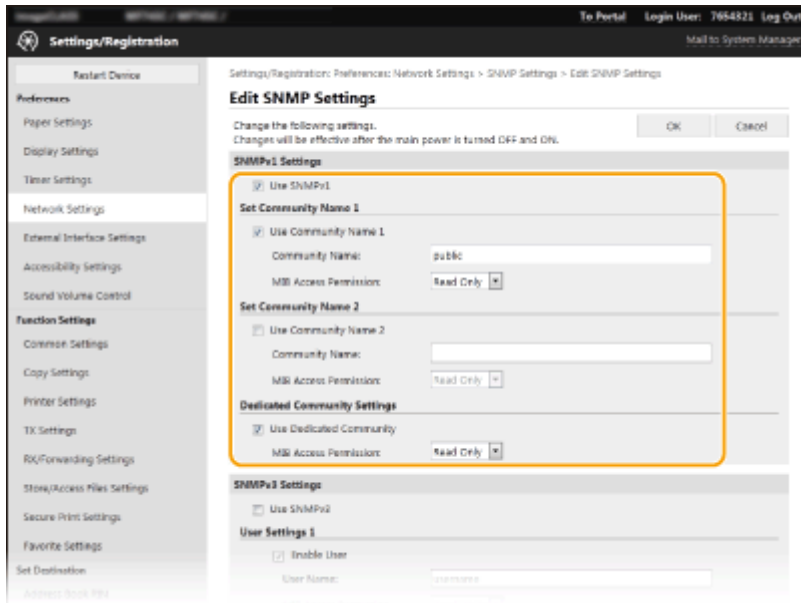 To Portal Login User: 7654321 Log Out
Settings/Registration
Mail to System Manager
Restart Device
Preferences
Paper Settings
Display Settings
Timer Settings
Network Settings
External Interface Settings
Accessibility Settings
Sound Volume Control
Function Settings
Common Settings
Copy Settings
Printer Settings
TX Settings
RX/Forwarding Settings
Store/Access Files Settings
Secure Print Settings
Favorite Settings
Set Destination
Address Book PIN
Settings/Registration: Preferences: Network Settings > SNMP Settings > Edit SNMP Settings
Edit SNMP Settings
Change the following settings.
Changes will be effective after the main power is turned OFF and ON.
OK Cancel
SNMPv1 Settings
Use SNMPv1
Set Community Name 1
Use Community Name 1
Community Name: public
MIB Access Permission: Read Only
Set Community Name 2
Use Community Name 2
Community Name:
MIB Access Permission: Read Only
Dedicated Community Settings
Use Dedicated Community
MIB Access Permission: Read Only
SNMPv3 Settings
Use SNMPv3
User Settings 1
Enable User
User Name: username